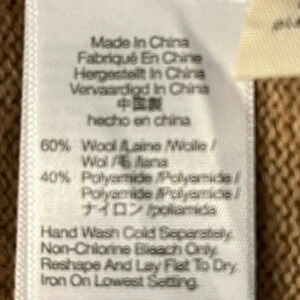 Made In China
Fabriqué En Chine
Hergestellt In China
Vervaardigd In China
中国製
hecho en china
60% Wool /Laine /Wolle /
Wol /毛 /lana
40% Polyamide /Polyamide /
Polyamide /Polyamide /
ナイロン /poliamida
Hand Wash Cold Separately.
Non-Chlorine Bleach Only.
Reshape And Lay Flat To Dry.
Iron On Lowest Setting.